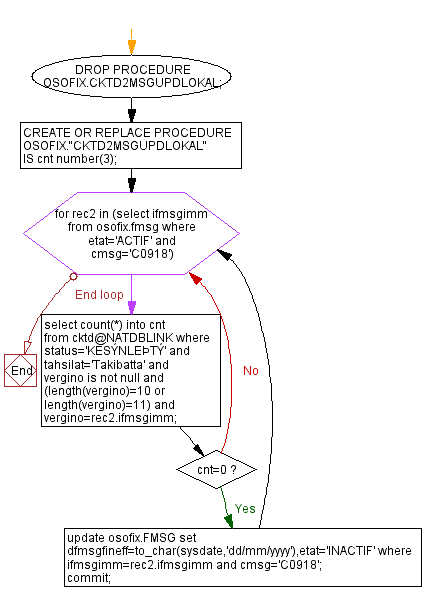 DROP PROCEDURE
OSOFIX.CKTD2MSGUPDLOKAL;
CREATE OR REPLACE PROCEDURE
OSOFIX."CKTD2MSGUPDLOKAL"
IS cnt number(3);
for rec2 in (select ifmsgimm
from osofix.fmsg where
etat='ACTIF' and
cmsg='C0918')
End loop
End
select count(*) into cnt
from cktd@NATDBLINK where
status='KESÝNLEÞTÝ' and
tahsilat='Takibatta' and
vergino is not null and
(length(vergino)=10 or
length(vergino)=11) and
vergino=rec2.ifmsgimm;
No
cnt=0 ?
Yes
update osofix.FMSG set
dfmsgfineff=to_char(sysdate,'dd/mm/yyyy'),etat='INACTIF' where
ifmsgimm=rec2.ifmsgimm and cmsg='C0918';
commit;